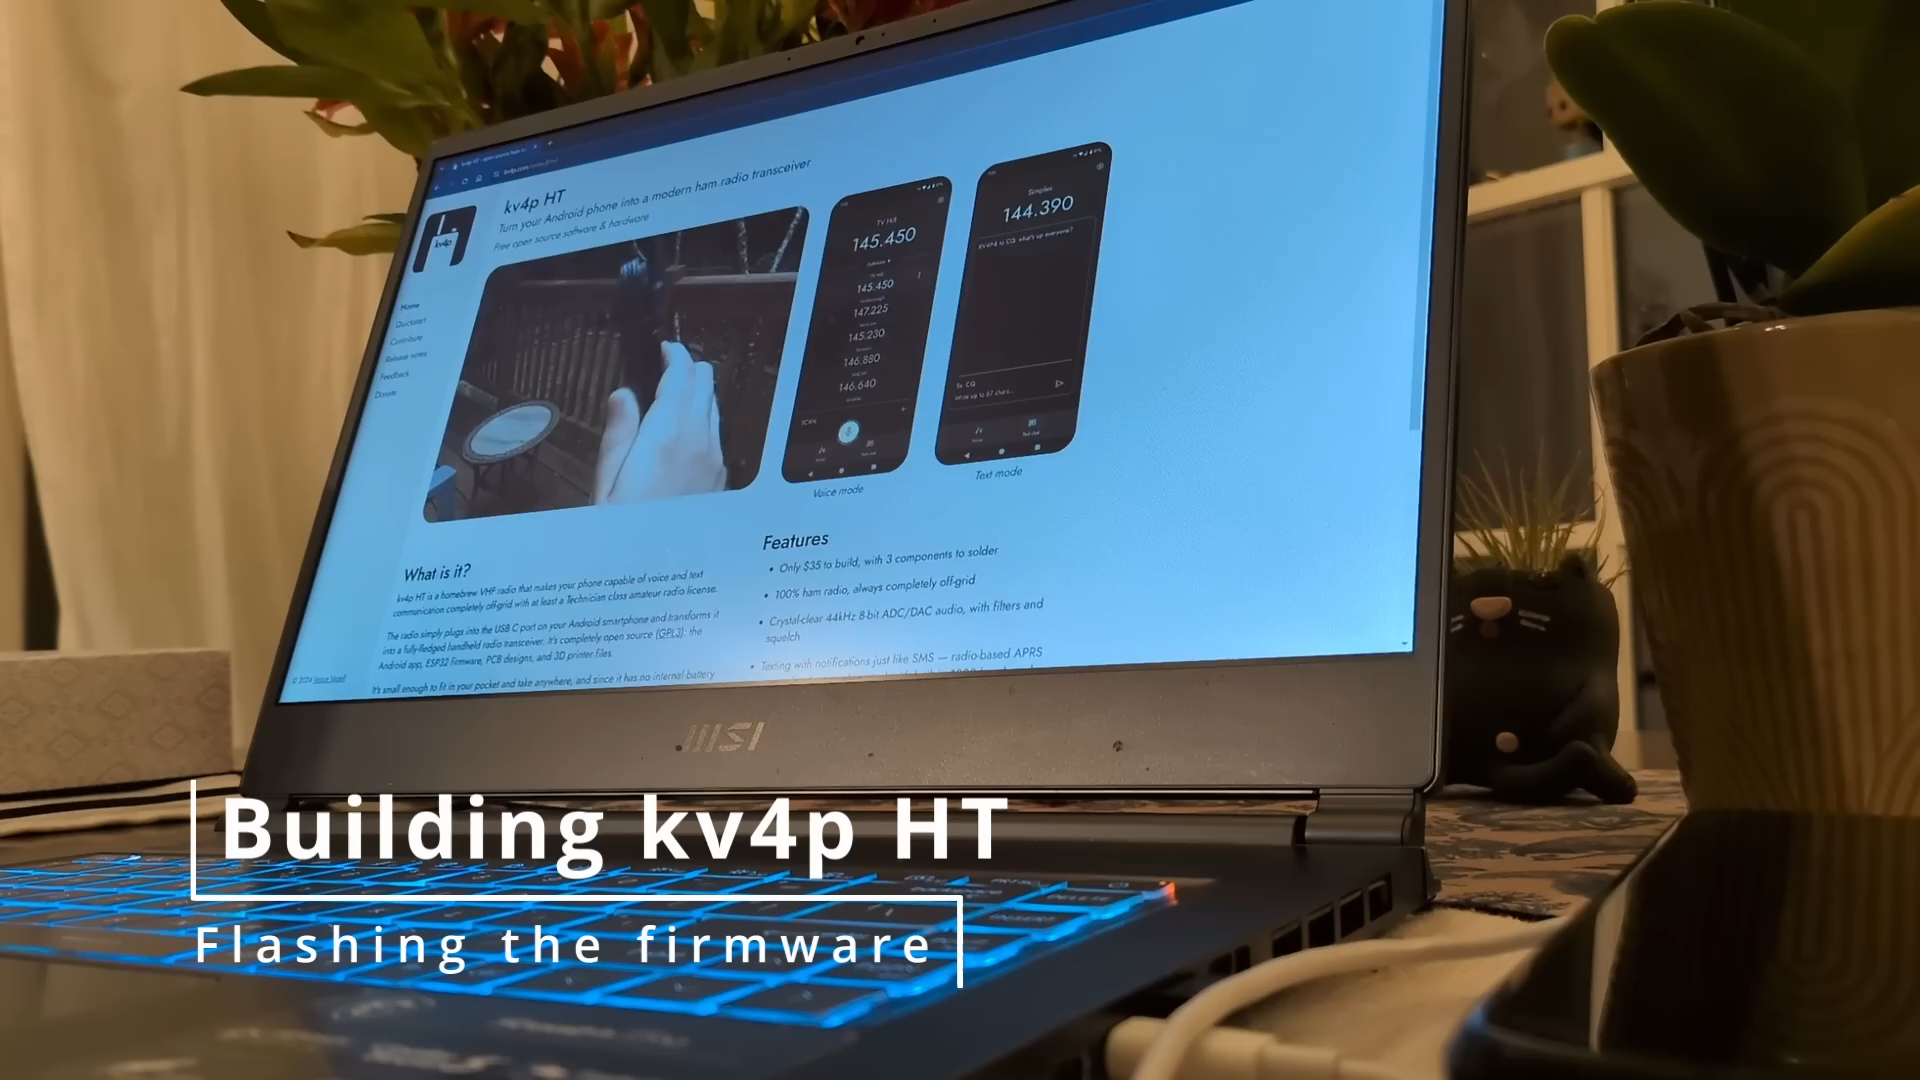 kv4p HT
Turn your Android phone into a modern ham radio transceiver
Free open source software & hardware
kv4p
Home
Quickstart
Contribute
Release notes
Feedback
Donate
TV Hill
145.450
145.450
147.225
145.230
146.880
146.640
SCAN
Voice mode
Simplex
144.390
Text mode
What is it?
kv4p HT is a homebrew VHF radio that makes your phone capable of voice and text
communication completely off-grid with at least a Technician class amateur radio license.
The radio simply plugs into the USB C port on your Android smartphone and transforms it
into a fully-fledged handheld radio transceiver. It's completely open source (GPL3): the
Android app, ESP32 firmware, PCB designs, and 3D printer files.
It's small enough to fit in your pocket and take anywhere, and since it has no internal battery
Features
• Only $35 to build, with 3 components to solder
• 100% ham radio, always completely off-grid
• Crystal-clear 44kHz 8-bit ADC/DAC audio, with filters and
squelch
• Texting with notifications just like SMS — radio-based APRS
© 2024
msi
Building kv4p HT
Flashing the firmware